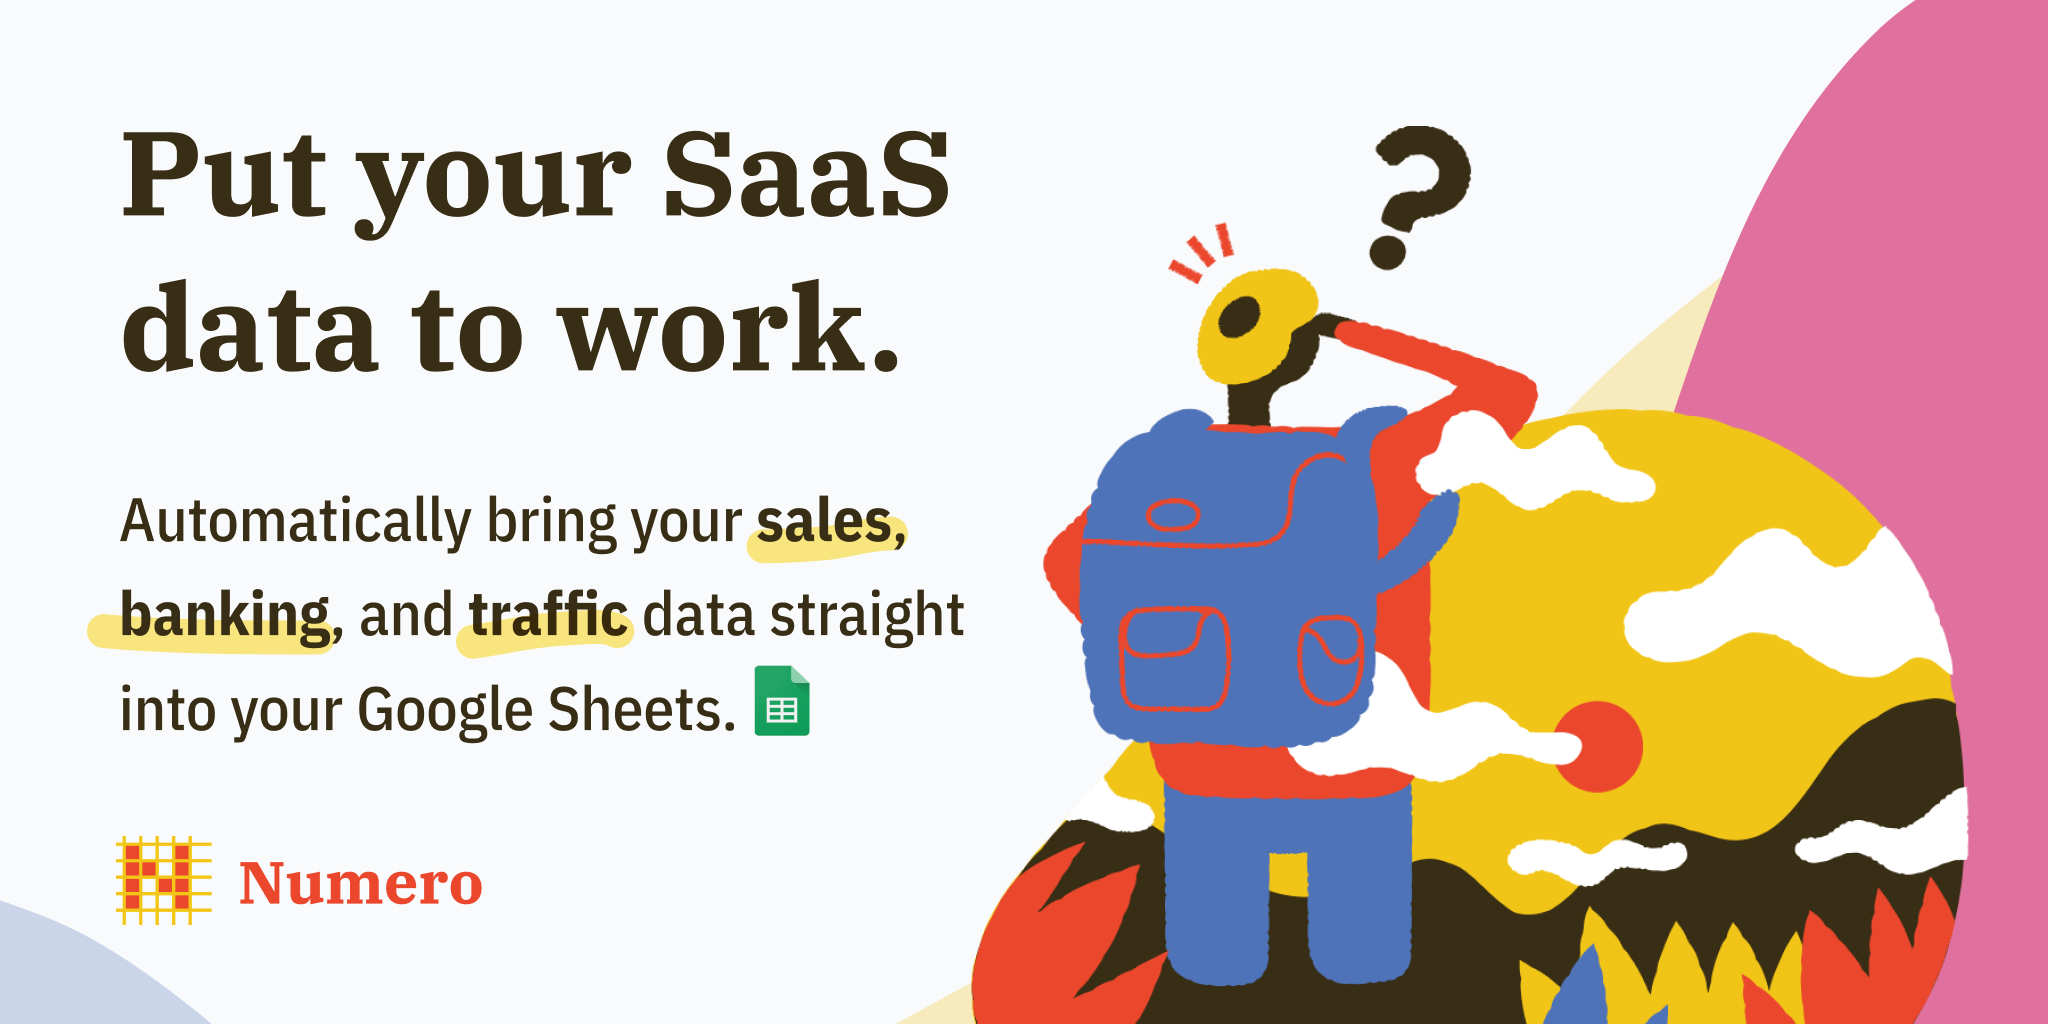 Put your SaaS
data to work.
Automatically bring your sales,
banking, and traffic data straight
into your Google Sheets.
Numero
?